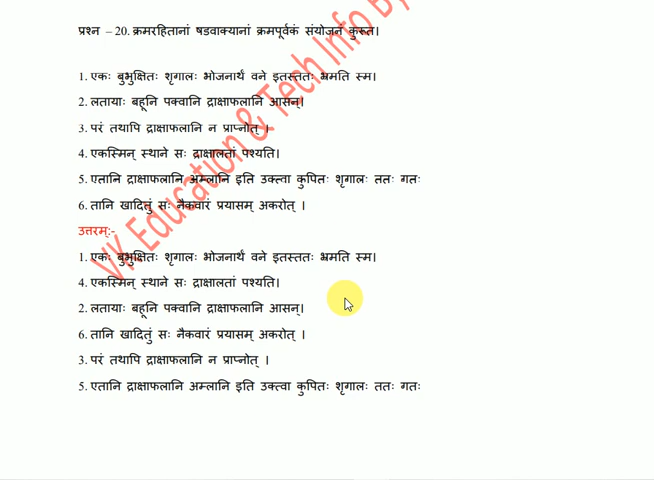 प्रश्न – 20. क्रमरहितानां षडवाक्यानां क्रमपूर्वकं संयोजनं कुरूत।
1. एकः बुभुक्षितः शृगालः भोजनार्थं वने इतस्ततः भ्रमति स्म।
2. लतायाः बहूनि पक्वानि द्राक्षाफलानि आसन्।
3. परं तथापि द्राक्षाफलानि न प्राप्नोत् ।
4. एकस्मिन् स्थाने सः द्राक्षालतां पश्यति।
5. एतानि द्राक्षाफलानि अम्लानि इति उक्त्वा कुपितः शृगालः ततः गतः
6. तानि खादितुं सः नैकवारं प्रयासम् अकरोत् ।
उत्तरम्:-
1. एकः बुभुक्षितः शृगालः भोजनार्थं वने इतस्ततः भ्रमति स्म।
4. एकस्मिन् स्थाने सः द्राक्षालतां पश्यति।
2. लतायाः बहूनि पक्वानि द्राक्षाफलानि आसन्।
6. तानि खादितुं सः नैकवारं प्रयासम् अकरोत् ।
3. परं तथापि द्राक्षाफलानि न प्राप्नोत् ।
5. एतानि द्राक्षाफलानि अम्लानि इति उक्त्वा कुपितः शृगालः ततः गतः
VK Education & Tech Info By